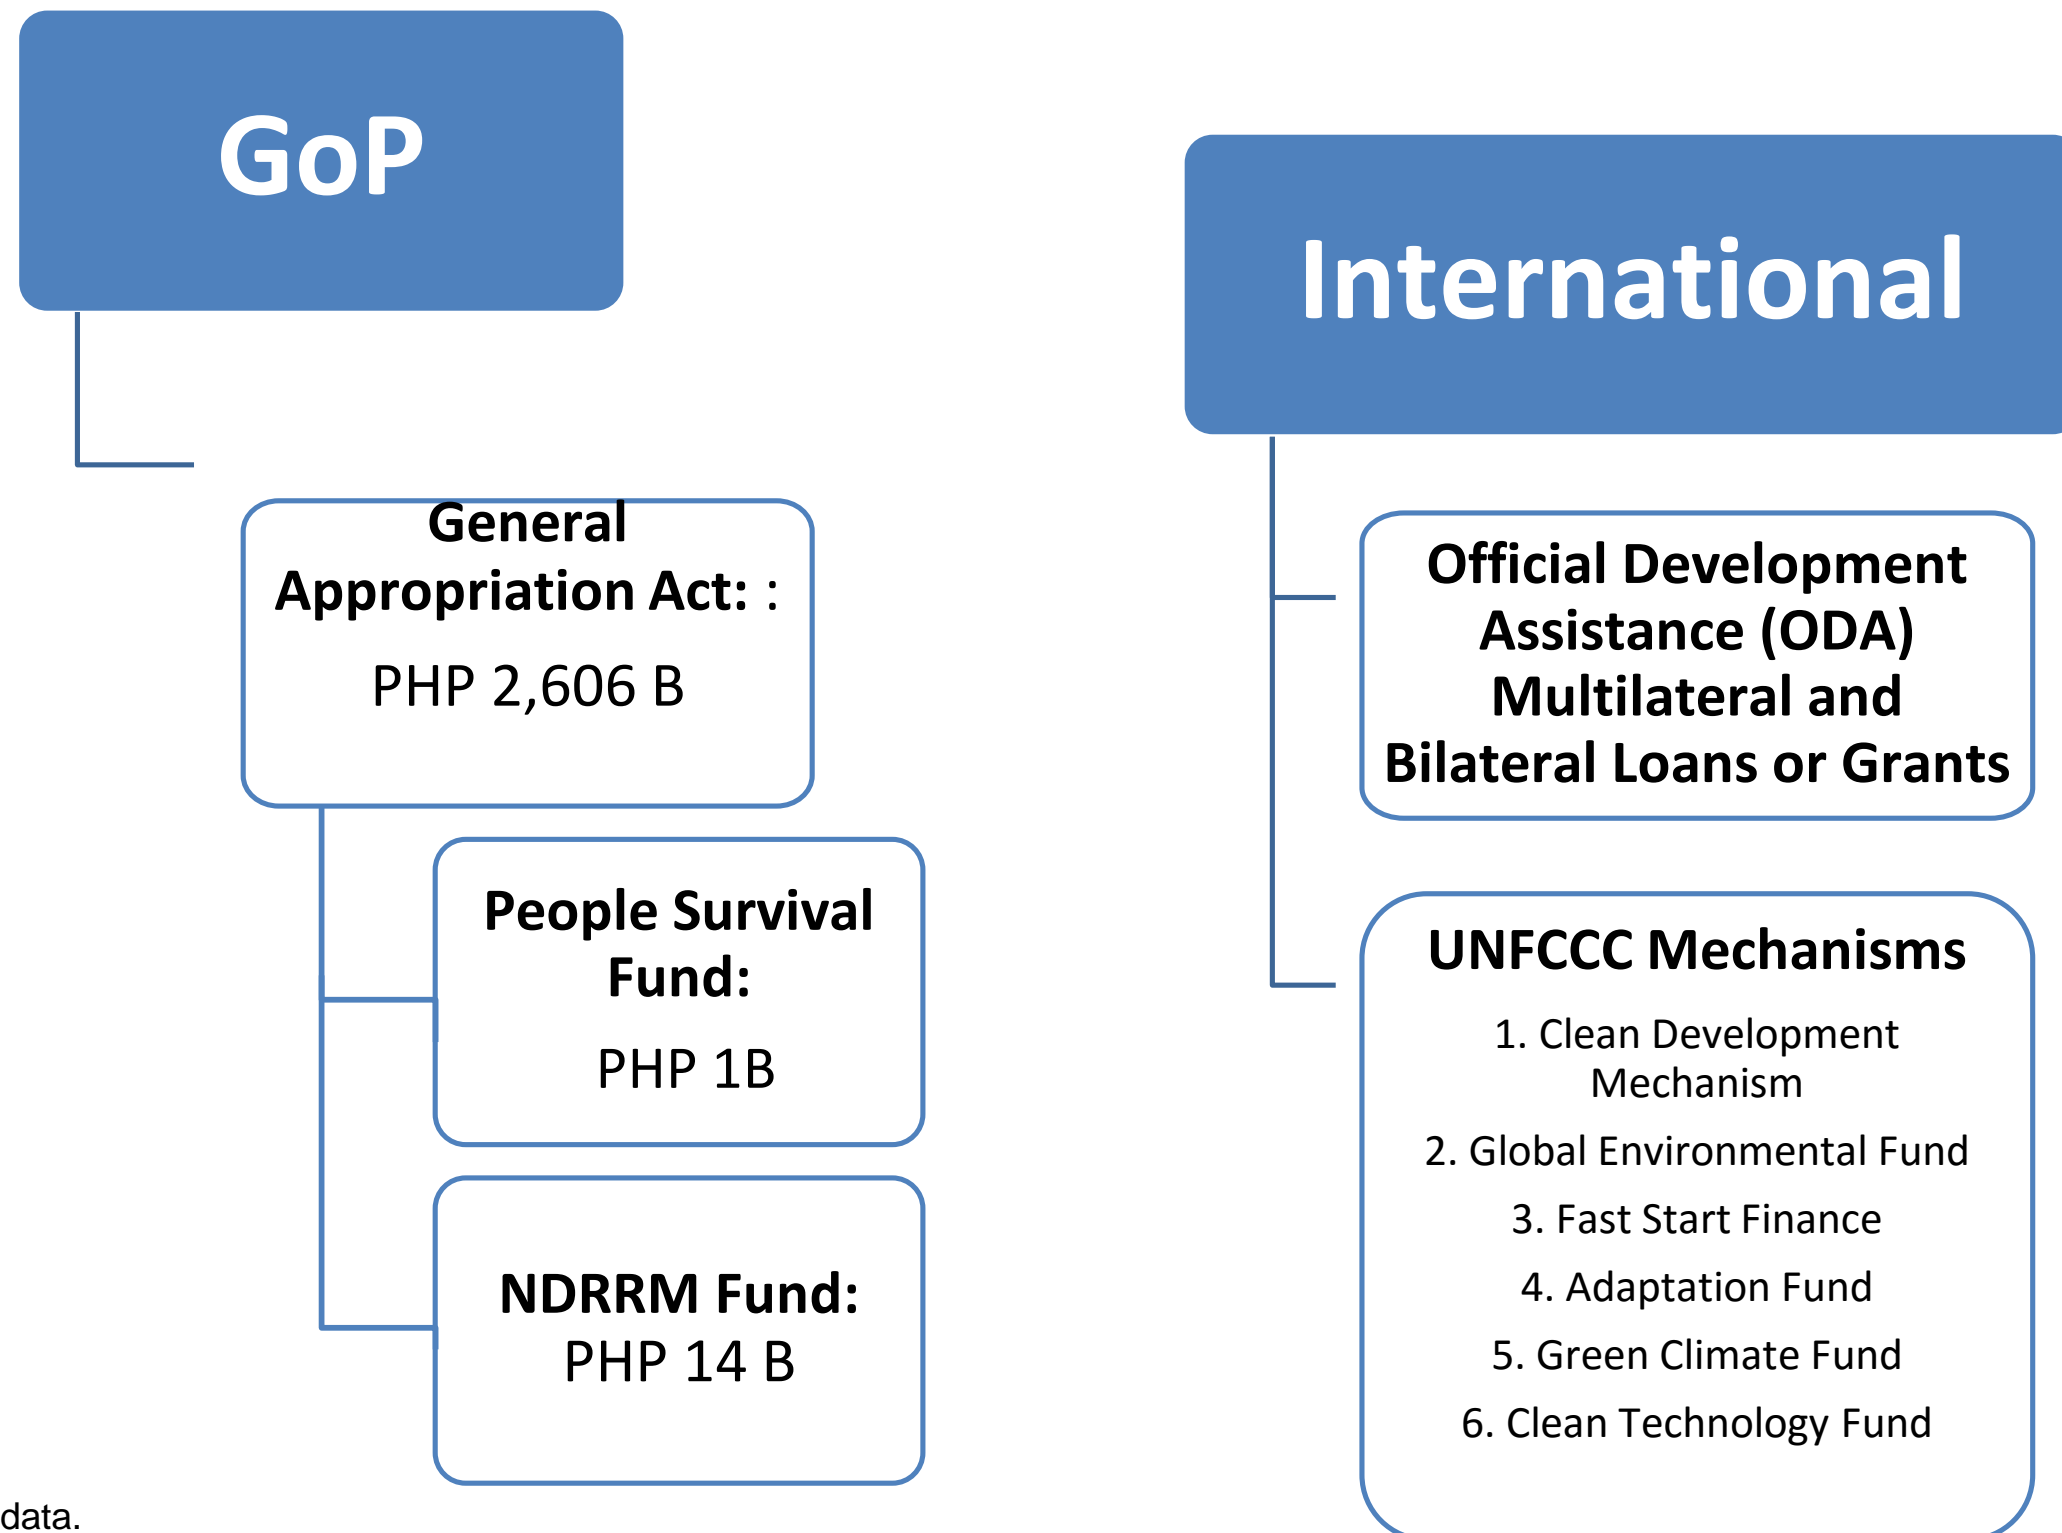 GoP
General
Appropriation Act: :
PHP 2,606 B
People Survival
Fund:
PHP 1B
NDRRM Fund:
PHP 14 B
International
Official Development
Assistance (ODA)
Multilateral and
Bilateral Loans or Grants
UNFCCC Mechanisms
1. Clean Development
Mechanism
2. Global Environmental Fund
3. Fast Start Finance
4. Adaptation Fund
5. Green Climate Fund
6. Clean Technology Fund
data.